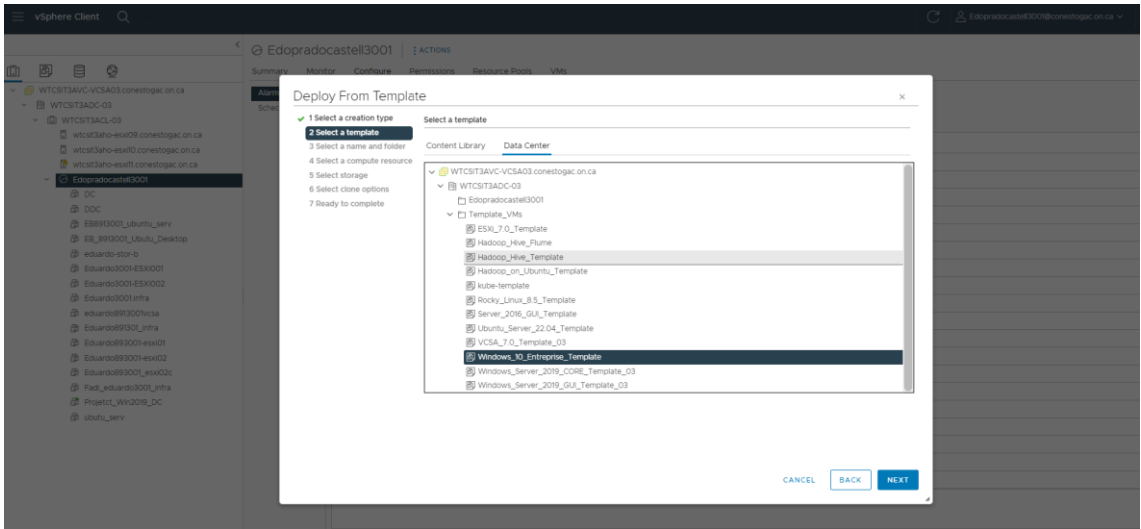 vSphere Client
Edopradocastell3001@conestogac.on.ca
Edopradocastell3001
ACTIONS
Summary Monitor Configure Permissions Resource Pools VMs
WTCSIT3AVC-VCSA03.conestogac.on.ca
WTCSIT3ADC-03
WTCSIT3ACL-03
wtcsit3aho-esxi09.conestogac.on.ca
wtcsit3aho-esxi10.conestogac.on.ca
wtcsit3aho-esxi11.conestogac.on.ca
Edopradocastell3001
DC
DDC
EB8913001_ubuntu_serv
EB_8913001_Ubutu_Desktop
eduardo-stor-b
Eduardo3001-ESXi001
Eduardo3001-ESXI002
Eduardo3001.infra
eduardo8913001vcsa
Eduardo891301_infra
Eduardo893001-esxi01
Eduardo893001-esxi02
Eduardo893001_esxi02c
Fadi_eduardo3001_infra
Projetct_Win2019_DC
ubutu_serv
Alarm
Sched
Deploy From Template
1 Select a creation type
2 Select a template
3 Select a name and folder
4 Select a compute resource
5 Select storage
6 Select clone options
7 Ready to complete
Select a template
Content Library Data Center
WTCSIT3AVC-VCSA03.conestogac.on.ca
WTCSIT3ADC-03
Edopradocastell3001
Template_VMs
ESXi_7.0_Template
Hadoop_Hive_Flume
Hadoop_Hive_Template
Hadoop_on_Ubuntu_Template
kube-template
Rocky_Linux_8.5_Template
Server_2016_GUI_Template
Ubuntu_Server_22.04_Template
VCSA_7.0_Template_03
Windows_10_Entreprise_Template
Windows_Server_2019_CORE_Template_03
Windows_Server_2019_GUI_Template_03
CANCEL BACK NEXT